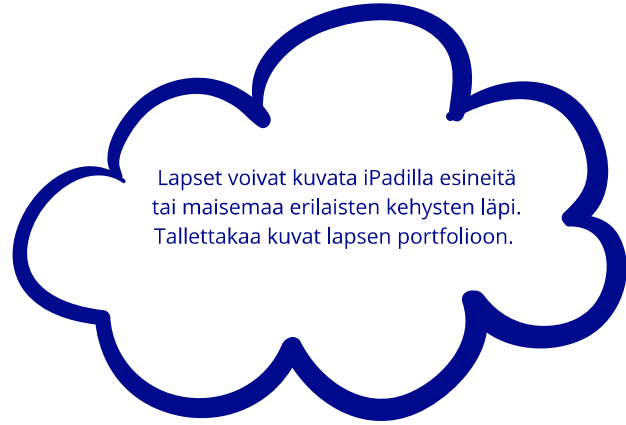 Lapset voivat kuvata iPadilla esineitä
tai maisemaa erilaisten kehysten läpi.
Tallettakaa kuvat lapsen portfolioon.